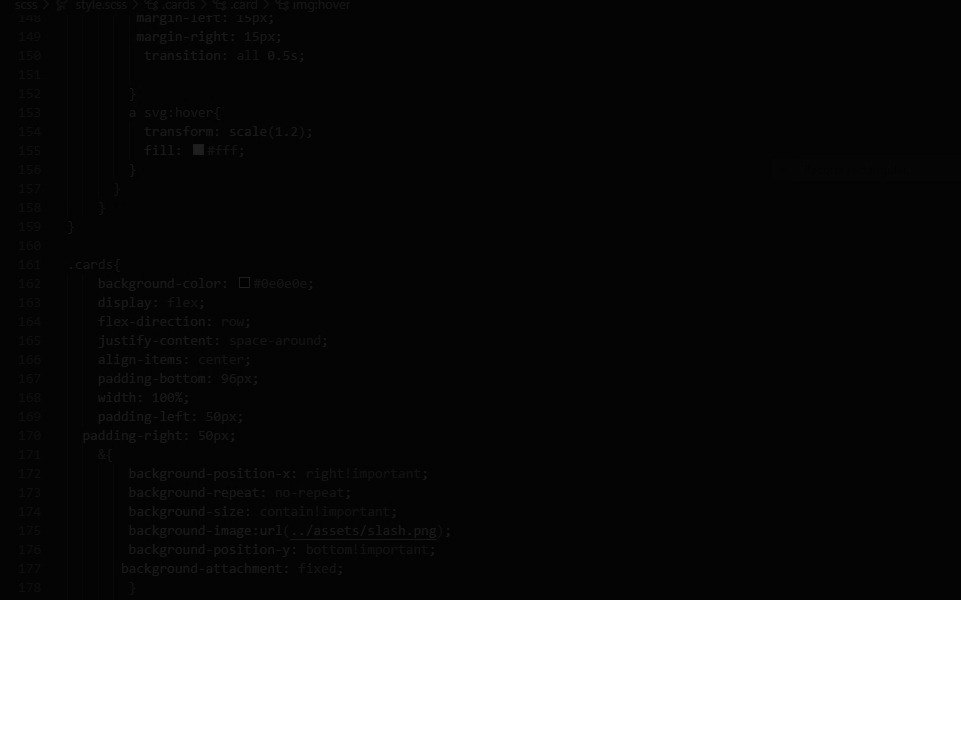 scss > style.scss > .cards > .card > img:hover
148 margin-left: 15px;
149 margin-right: 15px;
150 transition: all 0.5s;
151
152 }
153 a svg:hover{
154 transform: scale(1.2);
155 fill: #fff;
156 }
157 }
158 }
159 }
160
161 .cards{
162 background-color: #0e0e0e;
163 display: flex;
164 flex-direction: row;
165 justify-content: space-around;
166 align-items: center;
167 padding-bottom: 96px;
168 width: 100%;
169 padding-left: 50px;
170 padding-right: 50px;
171 &{
172 background-position-x: right!important;
173 background-repeat: no-repeat;
174 background-size: contain!important;
175 background-image:url(../assets/slash.png);
176 background-position-y: bottom!important;
177 background-attachment: fixed;
178 }